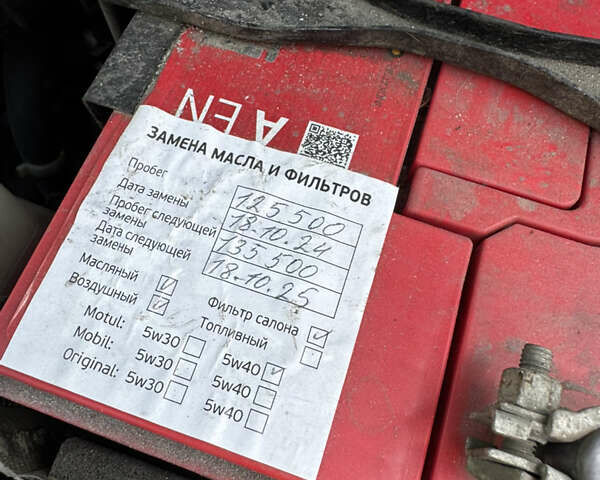 AEN
ЗАМЕНА МАСЛА И ФИЛЬТРОВ
Пробег 125 500
Дата замены 18.10.24
Пробег следующей замены 135.500
Дата следующей замены 18.10.25
Масляный ☑ Фильтр салона ☑
Воздушный ☑ Топливный ☐
Motul: 5w30 ☐ 5w40 ☑
Mobil: 5w30 ☐ 5w40 ☐
Original: 5w30 ☐ 5w40 ☐